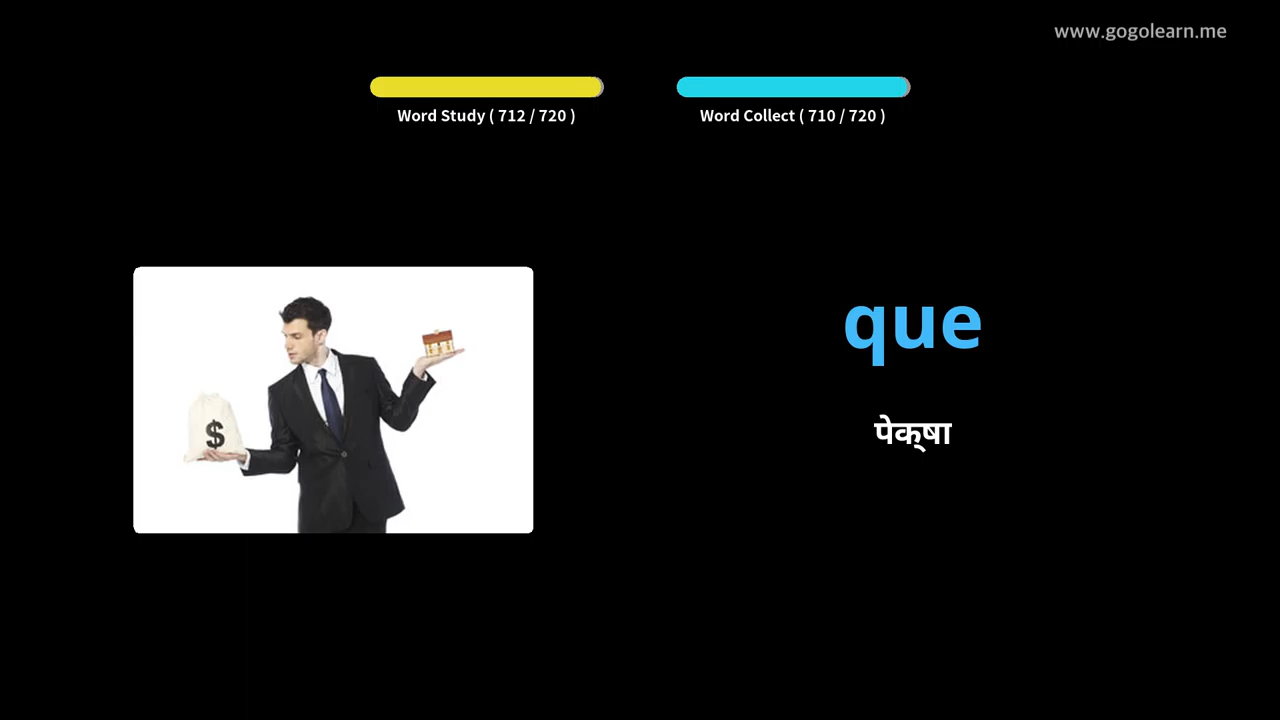 www.gogolearn.me
Word Study ( 712 / 720 )
Word Collect ( 710 / 720 )
que
पेक्षा
$